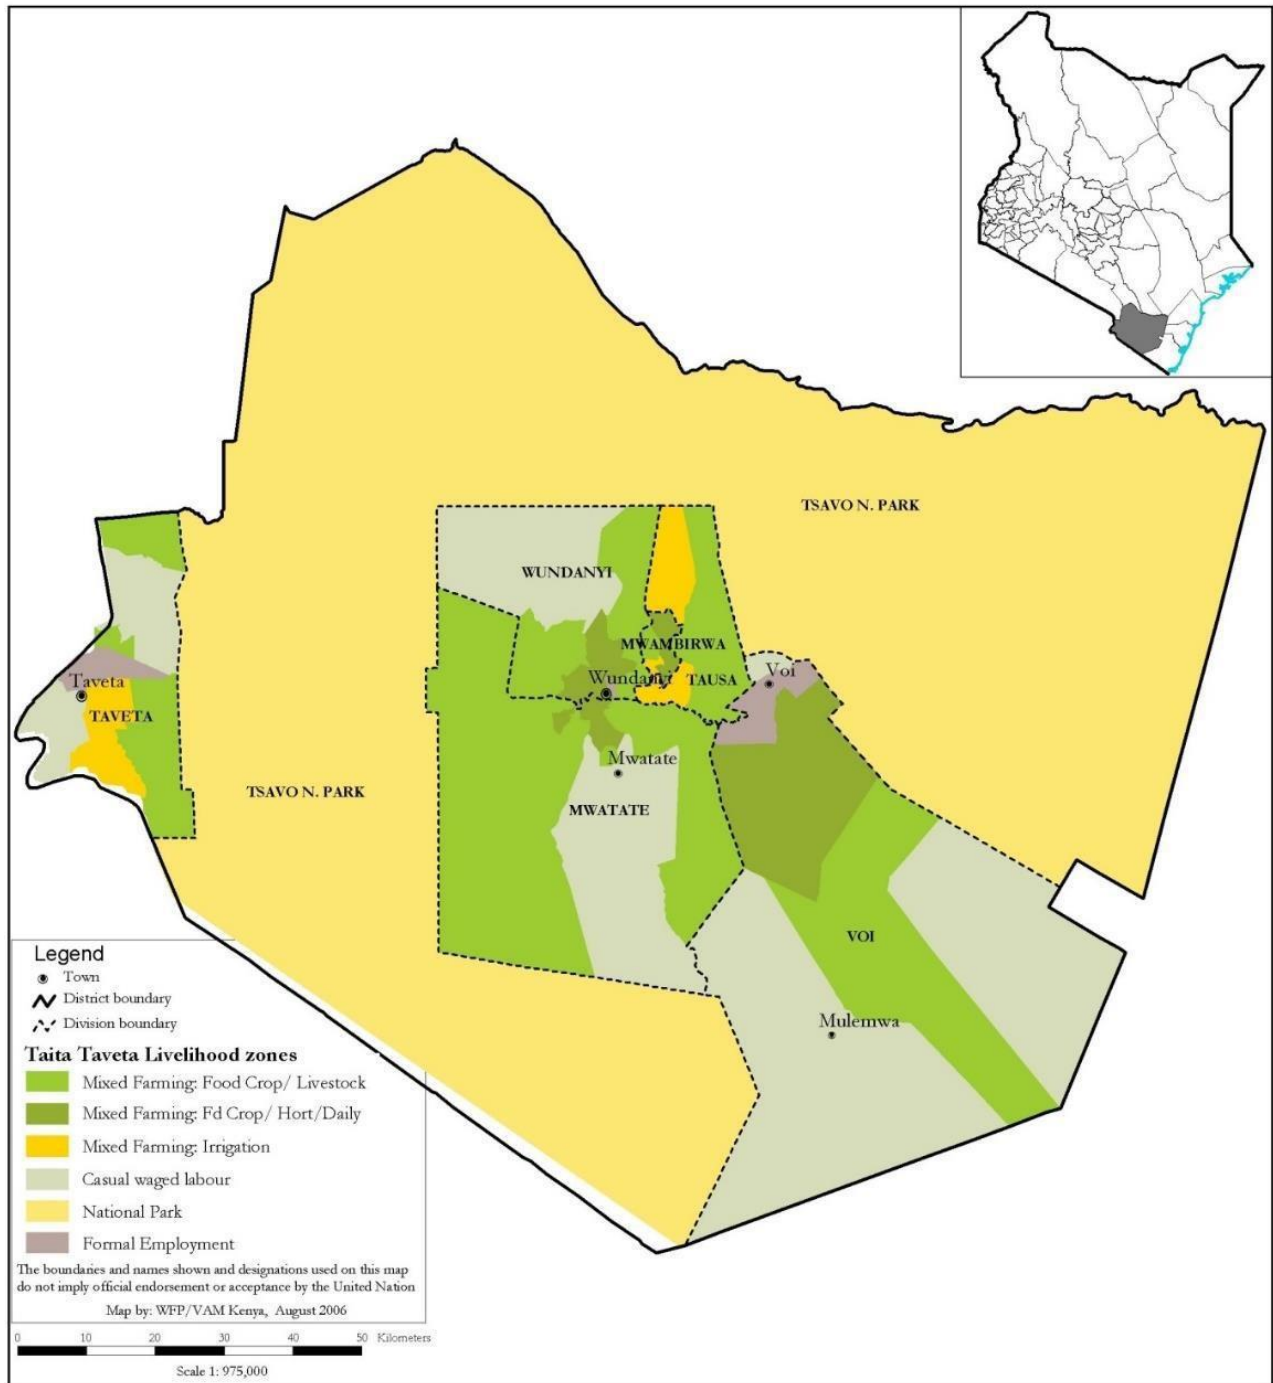 TSAVO N. PARK
WUNDANYI
MWAMBIRWA
Wundanyi
TAUSA
Voi
Taveta
TAVETA
Mwatate
TSAVO N. PARK
MWATATE
VOI
Mulemwa
Legend
Town
District boundary
Division boundary
Taita Taveta Livelihood zones
Mixed Farming: Food Crop/ Livestock
Mixed Farming: Fd Crop/ Hort/Daily
Mixed Farming: Irrigation
Casual waged labour
National Park
Formal Employment
The boundaries and names shown and designations used on this map
do not imply official endorsement or acceptance by the United Nation
Map by: WFP/VAM Kenya, August 2006
0 10 20 30 40 50 Kilometers
Scale 1: 975,000